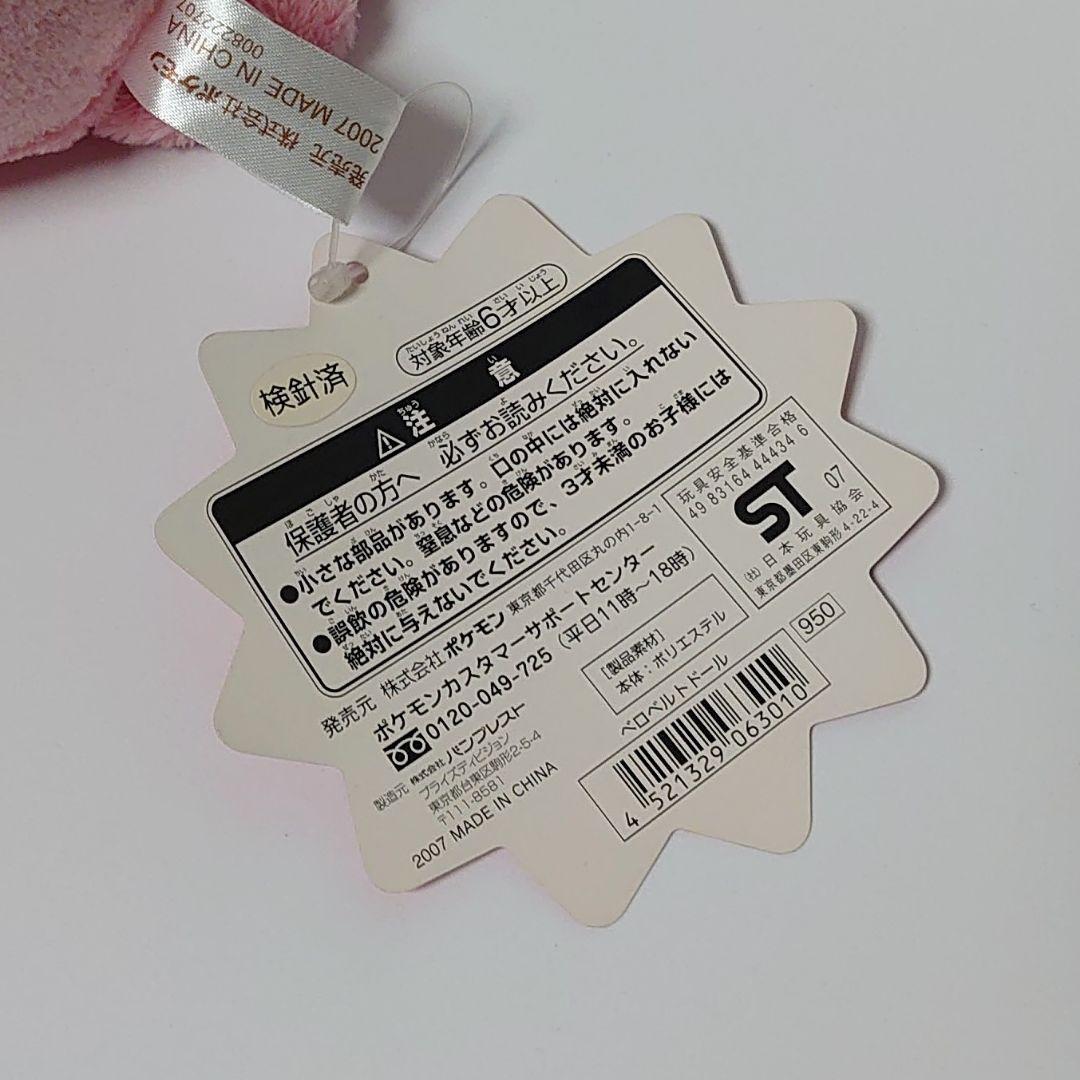 発売元 株式会社ポケモン
2007 MADE IN CHINA
対象年齢6才以上
検針済
⚠注意
保護者の方へ 必ずお読みください。
●小さな部品があります。口の中には絶対に入れない
でください。窒息などの危険があります。
●誤飲の危険がありますので、3才未満のお子様には
絶対に与えないでください。
発売元 株式会社ポケモン 東京都千代田区丸の内1-8-1
ポケモンカスタマーサポートセンター
0120-049-725 (平日11時〜18時)
製造元 株式会社バンプレスト
プライズディビジョン
東京都台東区駒形2-5-4
〒111-8581
2007 MADE IN CHINA
玩具安全基準合格
49 83164 44434 6
ST 07
(社)日本玩具協会
東京都墨田区東駒形4-22-4
[製品素材]
本体:ポリエステル
950
ベロベルトドール
4 521329 063010